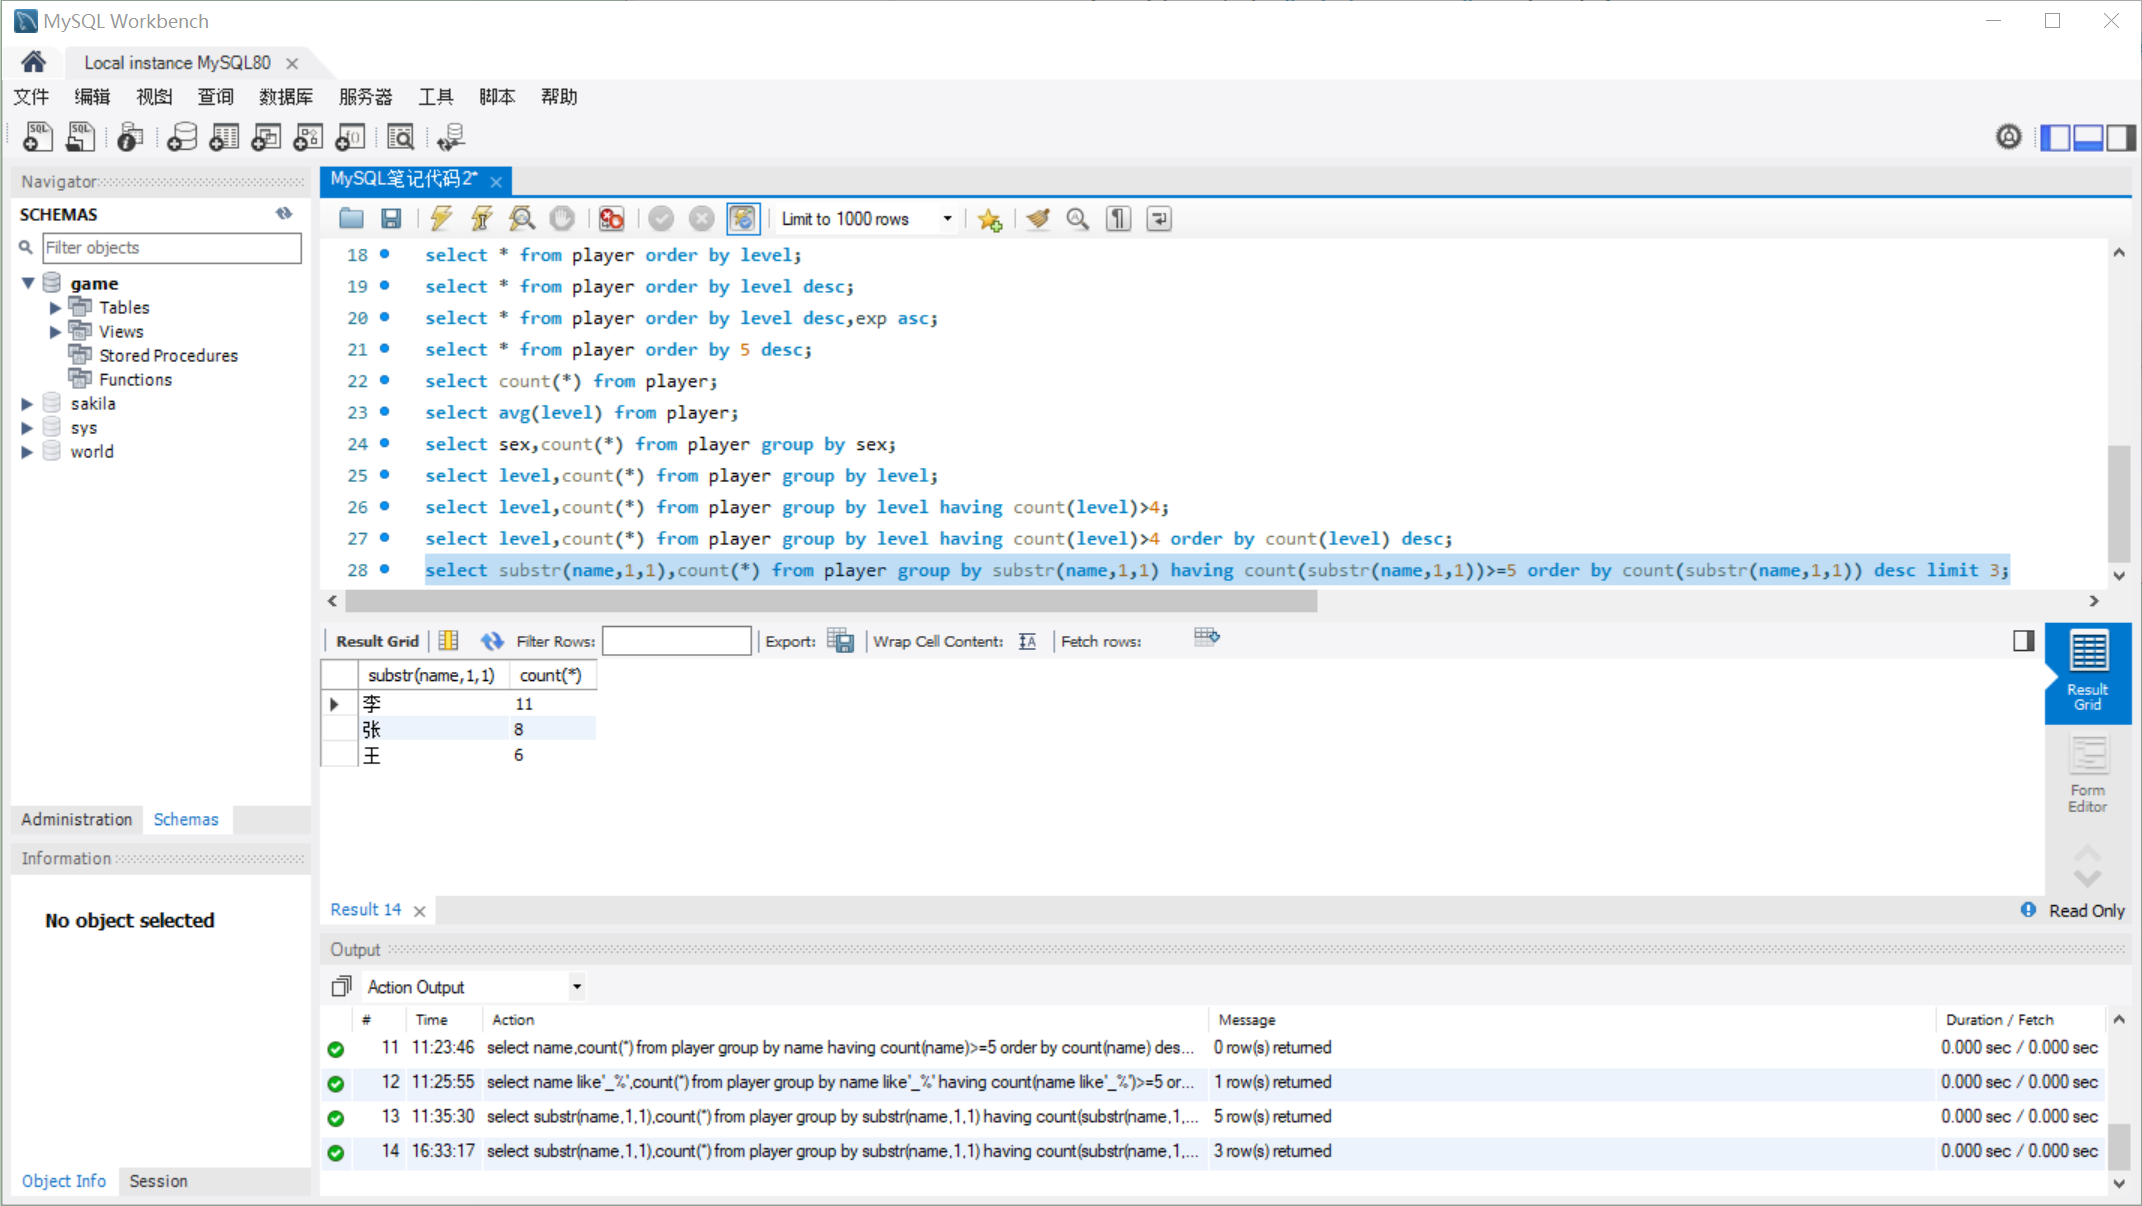 MySQL Workbench
Local instance MySQL80
文件 编辑 视图 查询 数据库 服务器 工具 脚本 帮助
Navigator
SCHEMAS
Filter objects
game
Tables
Views
Stored Procedures
Functions
sakila
sys
world
Administration Schemas
Information
No object selected
Object Info Session
MySQL笔记代码2*
Limit to 1000 rows
18 select * from player order by level;
19 select * from player order by level desc;
20 select * from player order by level desc,exp asc;
21 select * from player order by 5 desc;
22 select count(*) from player;
23 select avg(level) from player;
24 select sex,count(*) from player group by sex;
25 select level,count(*) from player group by level;
26 select level,count(*) from player group by level having count(level)>4;
27 select level,count(*) from player group by level having count(level)>4 order by count(level) desc;
28 select substr(name,1,1),count(*) from player group by substr(name,1,1) having count(substr(name,1,1))>=5 order by count(substr(name,1,1)) desc limit 3;
Result Grid Filter Rows: Export: Wrap Cell Content: Fetch rows:
substr(name,1,1) count(*)
李 11
张 8
王 6
Result
Grid
Form
Editor
Result 14
Read Only
Output
Action Output
# Time Action Message Duration / Fetch
11 11:23:46 select name,count(*) from player group by name having count(name)>=5 order by count(name) des... 0 row(s) returned 0.000 sec / 0.000 sec
12 11:25:55 select name like'_%',count(*) from player group by name like'_%' having count(name like'_%')>=5 or... 1 row(s) returned 0.000 sec / 0.000 sec
13 11:35:30 select substr(name,1,1),count(*) from player group by substr(name,1,1) having count(substr(name,1,... 5 row(s) returned 0.000 sec / 0.000 sec
14 16:33:17 select substr(name,1,1),count(*) from player group by substr(name,1,1) having count(substr(name,1,... 3 row(s) returned 0.000 sec / 0.000 sec